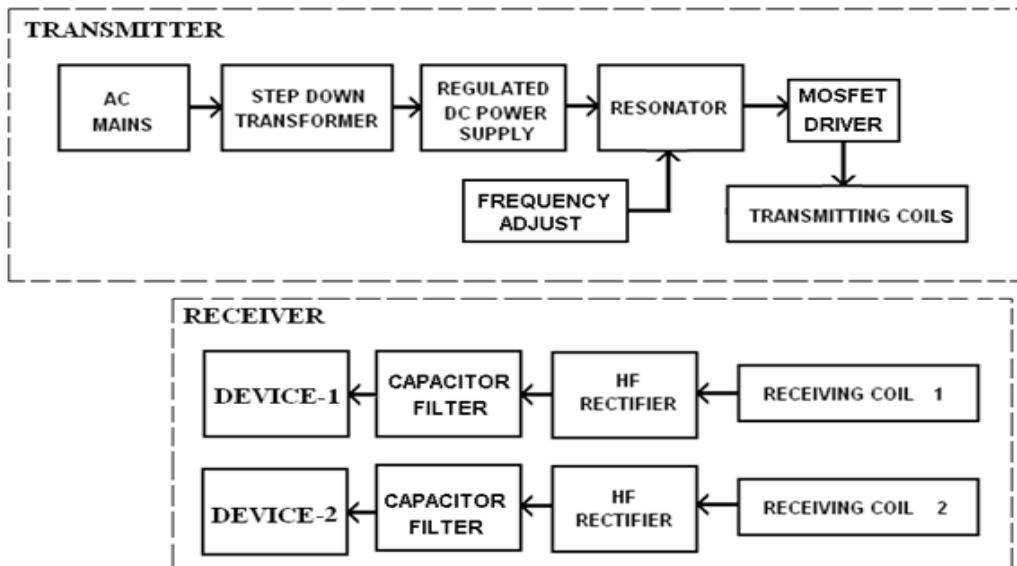 TRANSMITTER
AC
MAINS
STEP DOWN
TRANSFORMER
REGULATED
DC POWER
SUPPLY
RESONATOR
MOSFET
DRIVER
FREQUENCY
ADJUST
TRANSMITTING COILS
RECEIVER
DEVICE-1
CAPACITOR
FILTER
HF
RECTIFIER
RECEIVING COIL 1
DEVICE-2
CAPACITOR
FILTER
HF
RECTIFIER
RECEIVING COIL 2